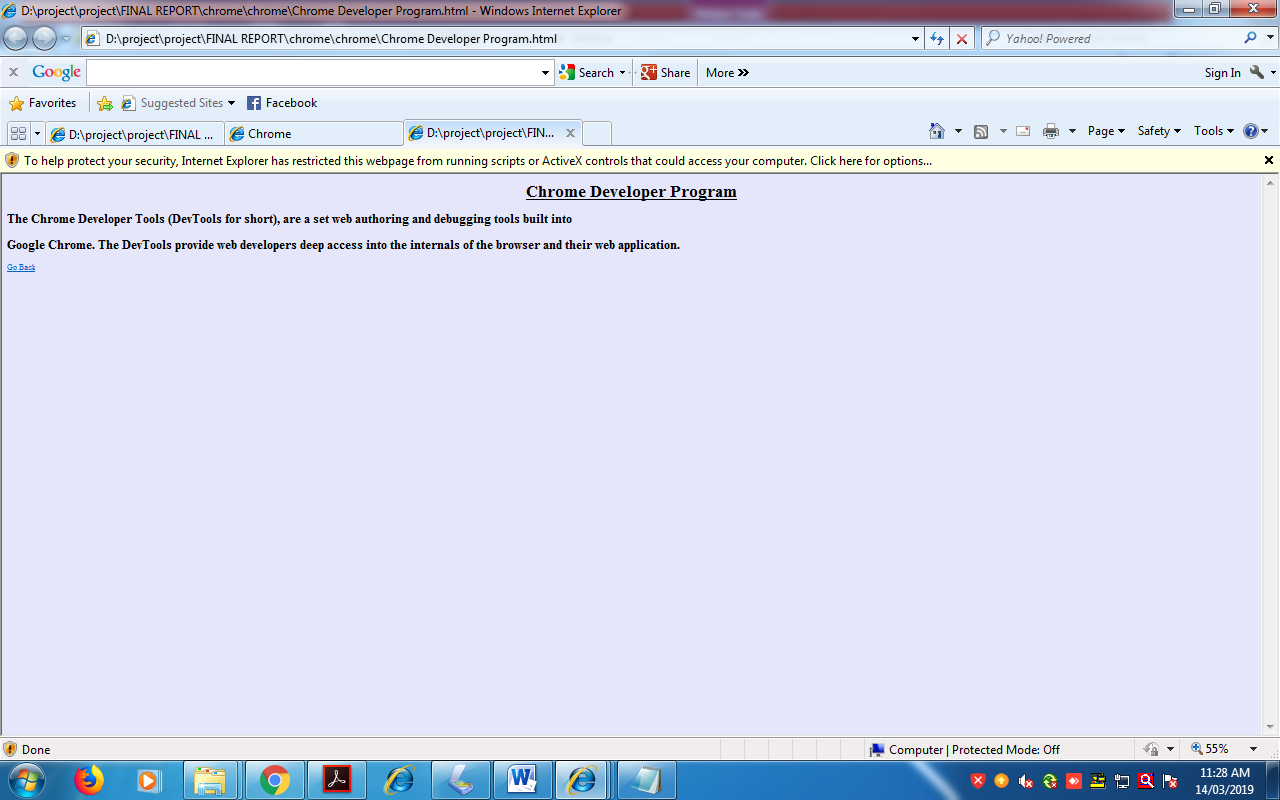 D:\project\project\FINAL REPORT\chrome\chrome\Chrome Developer Program.html - Windows Internet Explorer
D:\project\project\FINAL REPORT\chrome\chrome\Chrome Developer Program.html
Yahoo! Powered
x Google Search Share More »
Sign In
Favorites Suggested Sites Facebook
D:\project\project\FINAL ... Chrome D:\project\project\FIN... x
Page Safety Tools
To help protect your security, Internet Explorer has restricted this webpage from running scripts or ActiveX controls that could access your computer. Click here for options...
Chrome Developer Program
The Chrome Developer Tools (DevTools for short), are a set web authoring and debugging tools built into
Google Chrome. The DevTools provide web developers deep access into the internals of the browser and their web application.
Go Back
Done
Computer | Protected Mode: Off
55%
11:28 AM
14/03/2019